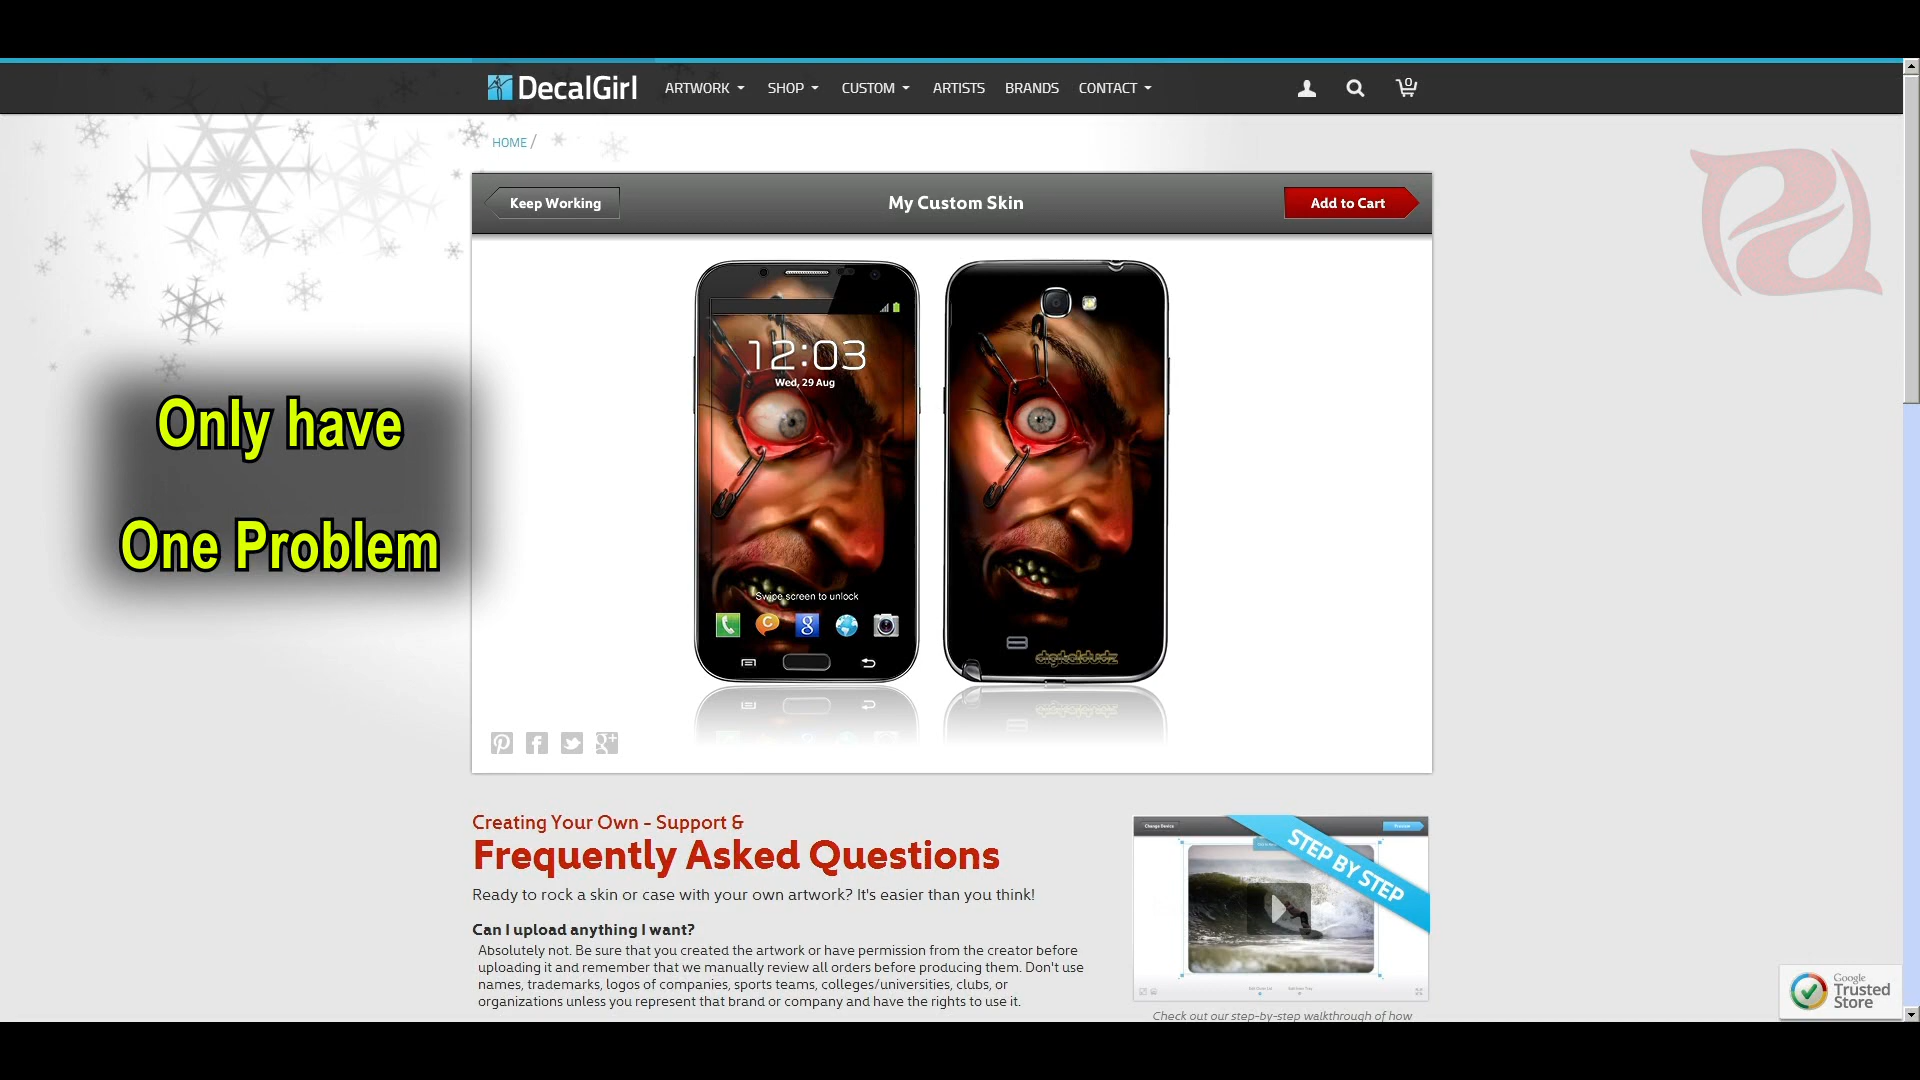 DecalGirl
ARTWORK
SHOP
CUSTOM
ARTISTS
BRANDS
CONTACT
0
HOME /
Keep Working
My Custom Skin
Add to Cart
12:03
Wed, 29 Aug
Swipe screen to unlock
digitaldudz
Only have
One Problem
Creating Your Own - Support &
Frequently Asked Questions
Ready to rock a skin or case with your own artwork? It's easier than you think!
Can I upload anything I want?
Absolutely not. Be sure that you created the artwork or have permission from the creator before
uploading it and remember that we manually review all orders before producing them. Don't use
names, trademarks, logos of companies, sports teams, colleges/universities, clubs, or
organizations unless you represent that brand or company and have the rights to use it.
Change Device
Preview
STEP BY STEP
Check out our step-by-step walkthrough of how
Google
Trusted
Store